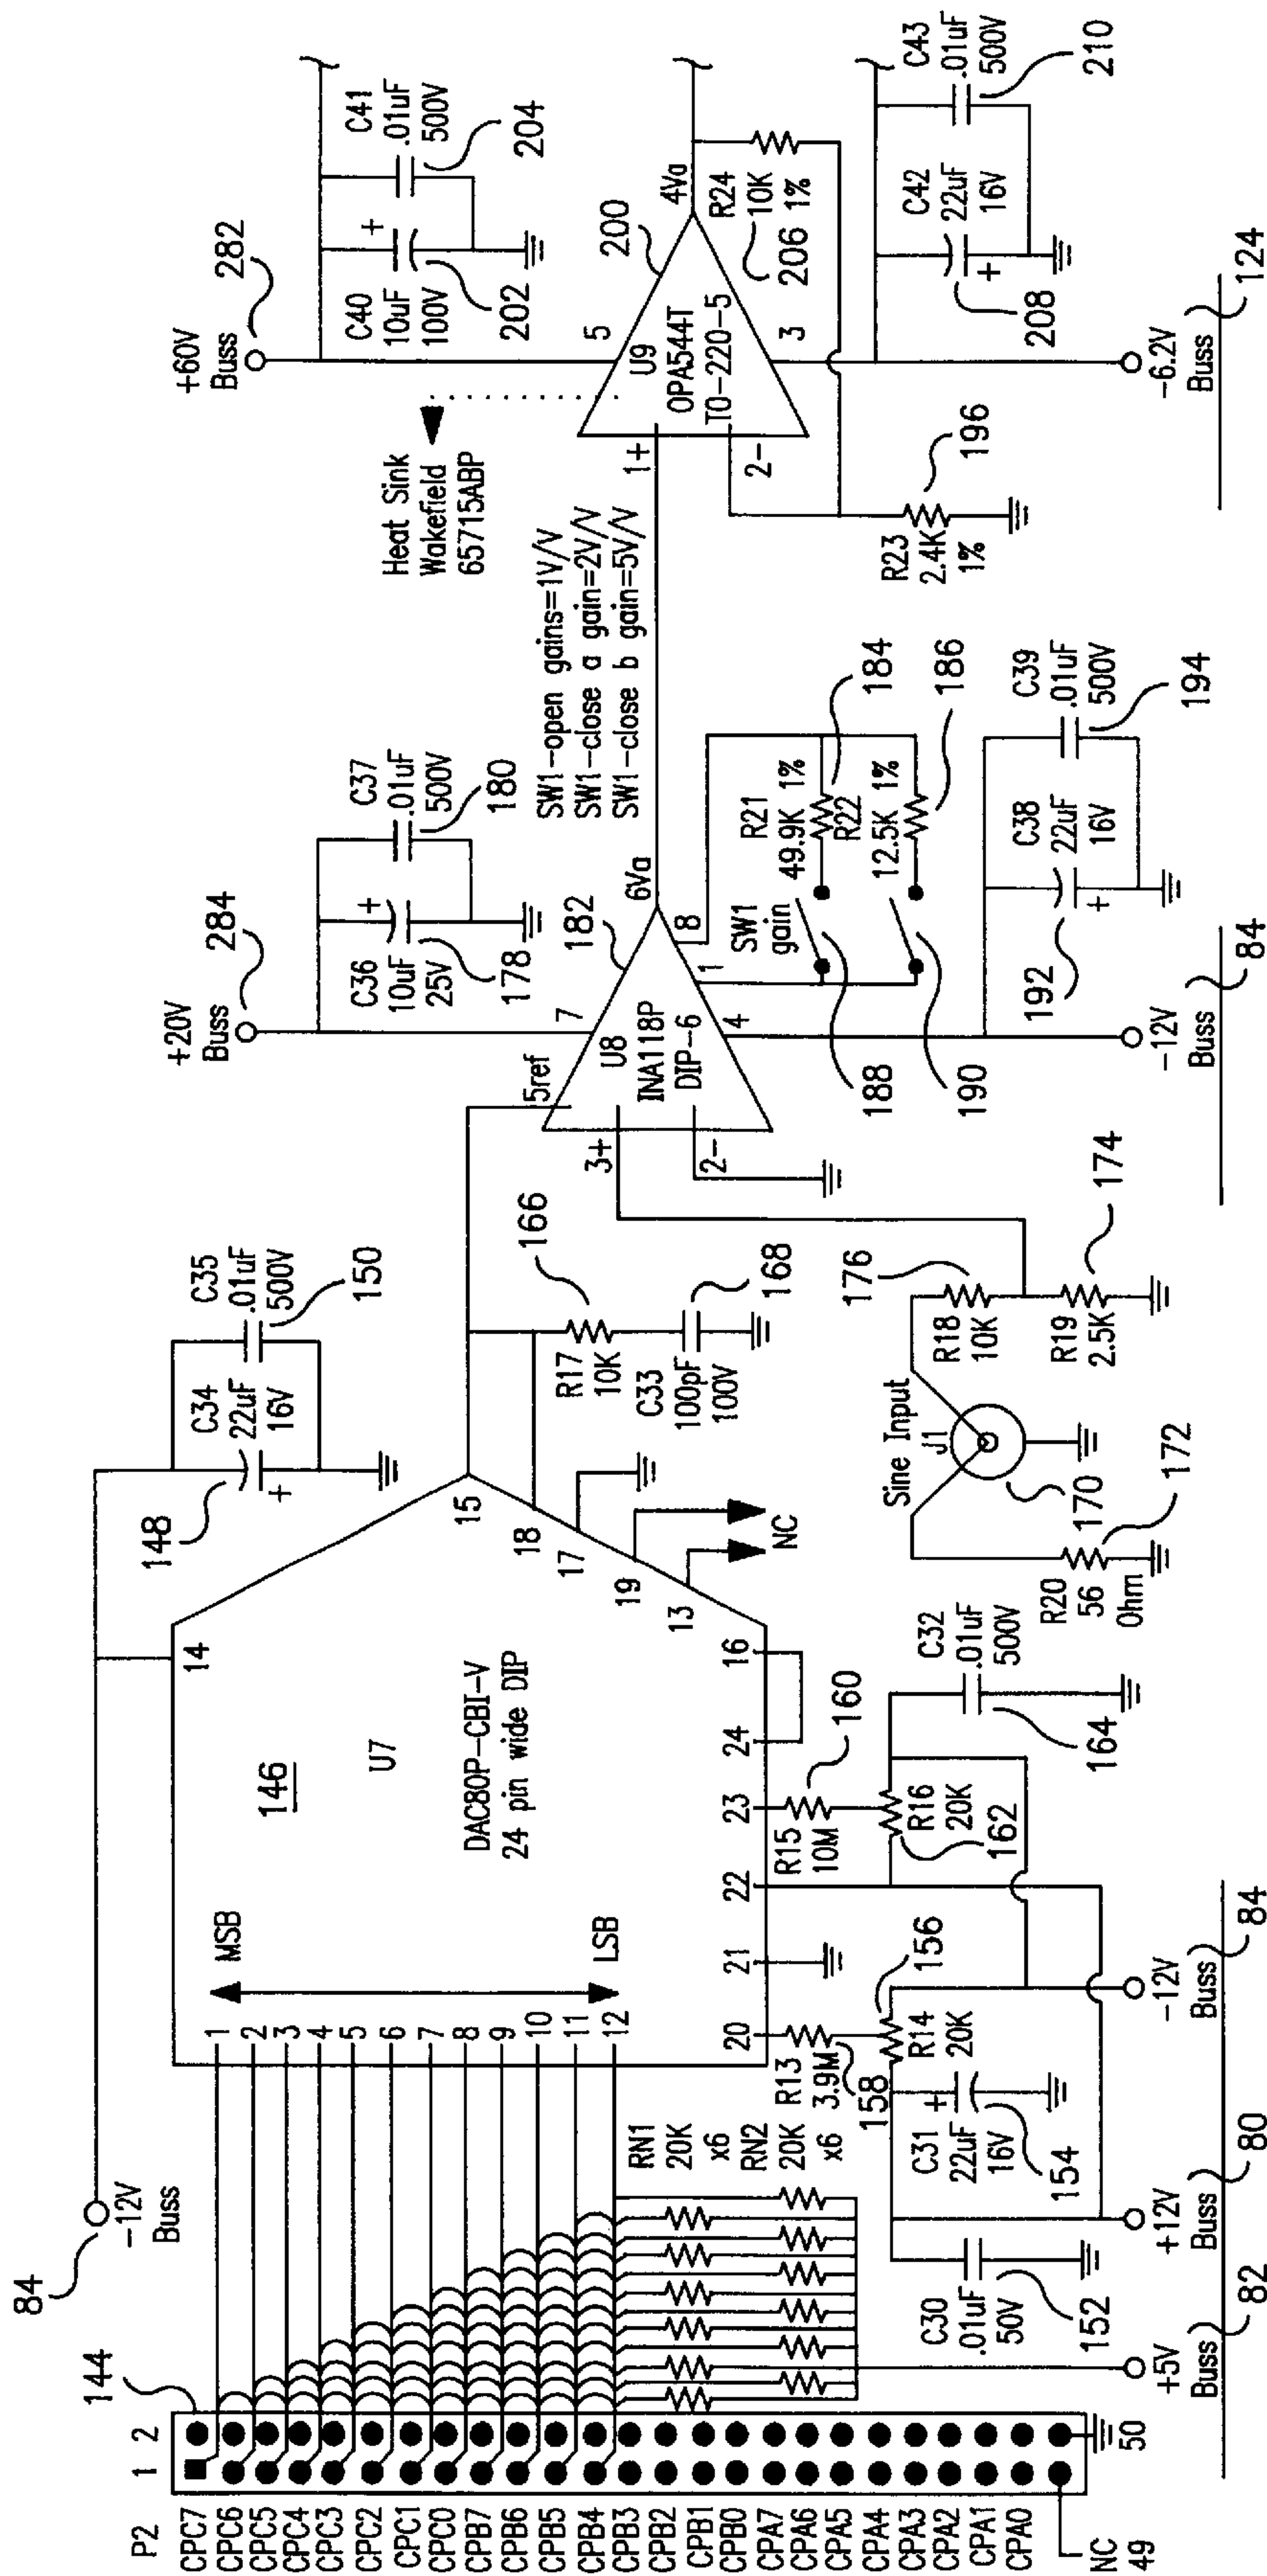 84
-12V
Buss
144
P2
1 2
CPC7
CPC6
CPC5
CPC4
CPC3
CPC2
CPC1
CPC0
CPB7
CPB6
CPB5
CPB4
CPB3
CPB2
CPB1
CPB0
CPA7
CPA6
CPA5
CPA4
CPA3
CPA2
CPA1
CPA0
NC
49
50
1
2
3
4
5
6
7
8
9
10
11
12
MSB
LSB
146
U7
DAC80P-CBI-V
24 pin wide DIP
14
15
18
17
19
13
NC
20
21
22
23
24
16
RN1
20K
x6
RN2
20K
x6
R13
3.9M
158
R14
20K
156
C31
22uF
16V
+
154
C30
.01uF
50V
152
+5V
Buss
82
+12V
Buss
80
-12V
Buss
84
R15
10M
160
R16
20K
162
C32
.01uF
500V
164
148
C34
22uF
16V
+
C35
.01uF
500V
150
R17
10K
166
C33
100pF
100V
168
Sine Input
J1
170
R20
56
Ohm
172
R18
10K
176
R19
2.5K
174
+20V
Buss
284
C36
10uF
25V
+
178
C37
.01uF
500V
180
182
5ref
7
U8
INA118P
DIP-6
3+
2-
4
1
8
6Va
SW1
gain
188
190
R21
49.9K 1%
184
R22
12.5K 1%
186
-12V
Buss
84
192
C38
22uF
16V
+
C39
.01uF
500V
194
SW1-open gains=1V/V
SW1-close a gain=2V/V
SW1-close b gain=5V/V
Heat Sink
Wakefield
65715ABP
+60V
Buss
282
C40
10uF
100V
+
202
C41
.01uF
500V
204
200
5
U9
OPA544T
TO-220-5
1+
2-
3
4Va
R24
10K
1%
206
R23
2.4K
1%
196
-6.2V
Buss
124
208
C42
22uF
16V
+
C43
.01uF
500V
210